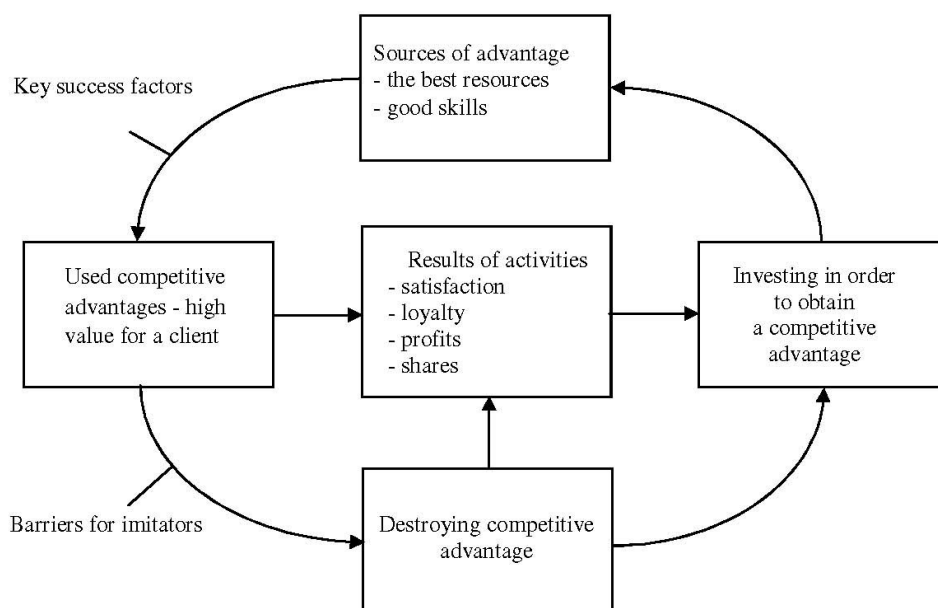 Sources of advantage
- the best resources
- good skills
Key success factors
Used competitive
advantages - high
value for a client
Results of activities
- satisfaction
- loyalty
- profits
- shares
Investing in order
to obtain
a competitive
advantage
Barriers for imitators
Destroying competitive
advantage